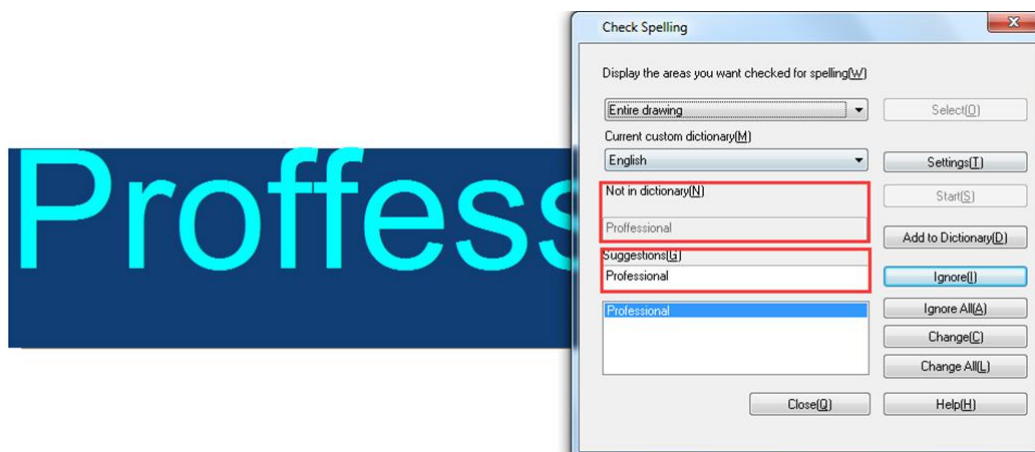 Proffess
Check Spelling
Display the areas you want checked for spelling(W)
Entire drawing
Select(O)
Current custom dictionary(M)
English
Settings(T)
Not in dictionary(N)
Start(S)
Proffessional
Add to Dictionary(D)
Suggestions(G)
Professional
Ignore(I)
Professional
Ignore All(A)
Change(C)
Change All(L)
Close(Q)
Help(H)